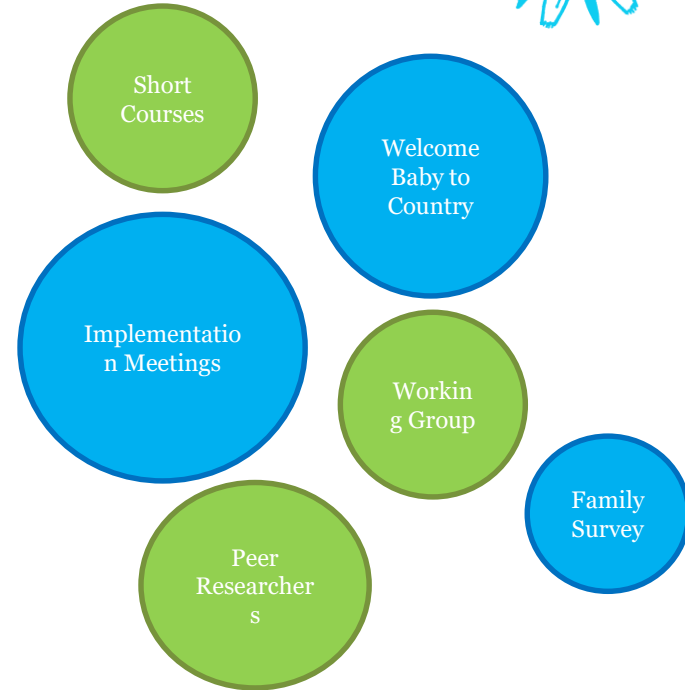 Short
Courses
Welcome
Baby to
Country
Implementatio
n Meetings
Workin
g Group
Family
Survey
Peer
Researcher
s